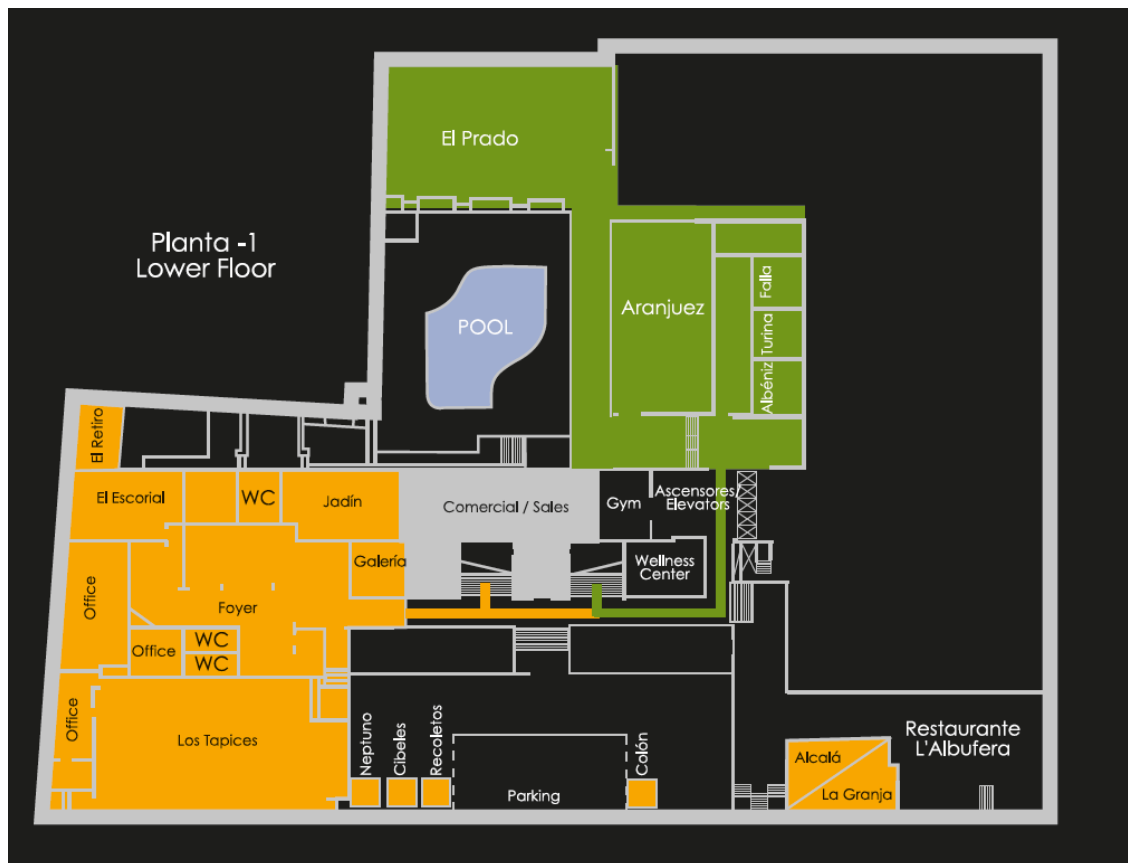 El Prado
Planta -1
Lower Floor
POOL
Aranjuez
Falla
Turina
Albéniz
El Retiro
El Escorial
WC
Jadín
Comercial / Sales
Gym
Ascensores/
Elevators
Galería
Wellness
Center
Office
Foyer
Office
WC
WC
Office
Los Tapices
Neptuno
Cibeles
Recoletos
Parking
Colón
Alcalá
La Granja
Restaurante
L'Albufera